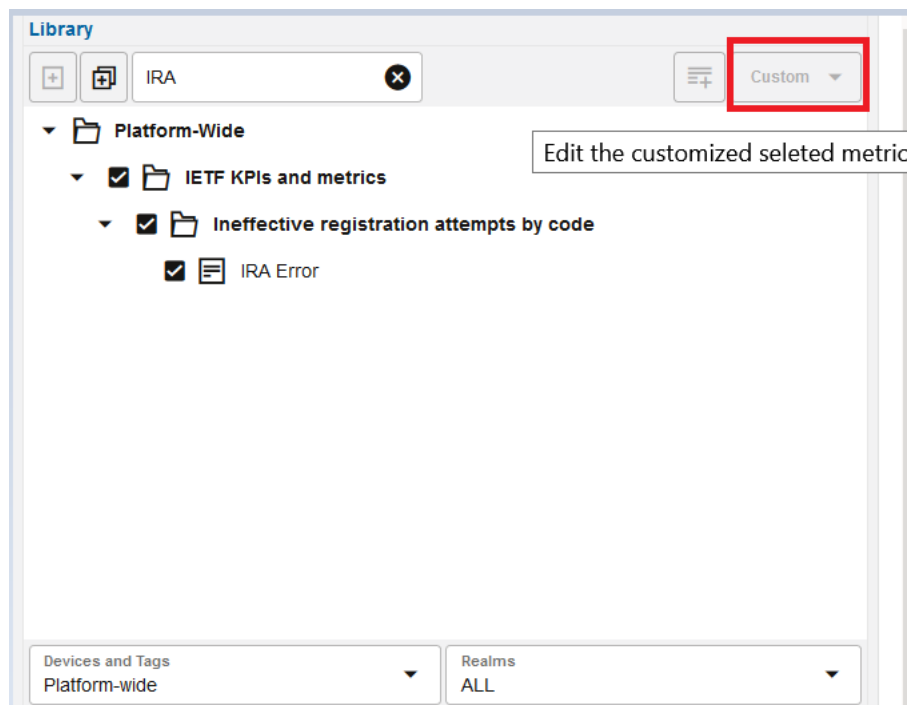 Library
IRA
Custom
Platform-Wide
Edit the customized seleted metric
IETF KPIs and metrics
Ineffective registration attempts by code
IRA Error
Devices and Tags
Platform-wide
Realms
ALL